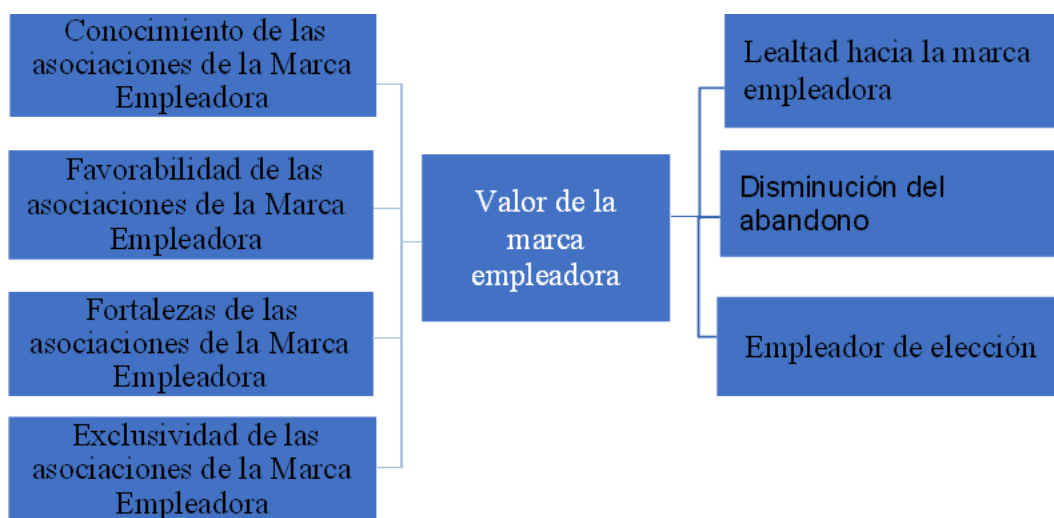 Conocimiento de las
asociaciones de la Marca
Empleadora
Favorabilidad de las
asociaciones de la Marca
Empleadora
Fortalezas de las
asociaciones de la Marca
Empleadora
Exclusividad de las
asociaciones de la Marca
Empleadora
Valor de la
marca
empleadora
Lealtad hacia la marca
empleadora
Disminución del
abandono
Empleador de elección